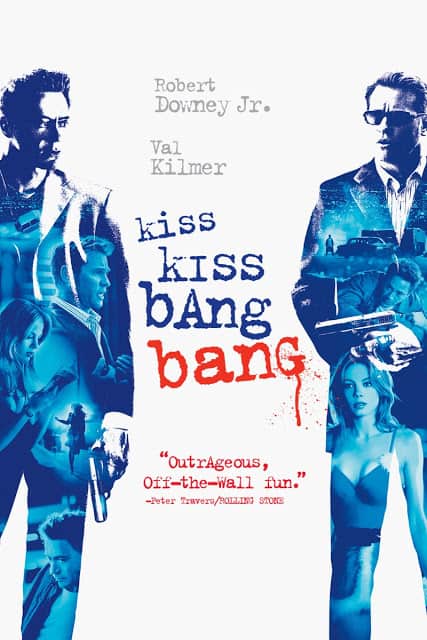 Robert
Downey Jr.
Val
Kilmer
kiss
kIss
bAng
banG
"OutrAgeous,
Off-the-Wall fun."
-Peter Travers/ROLLING STONE